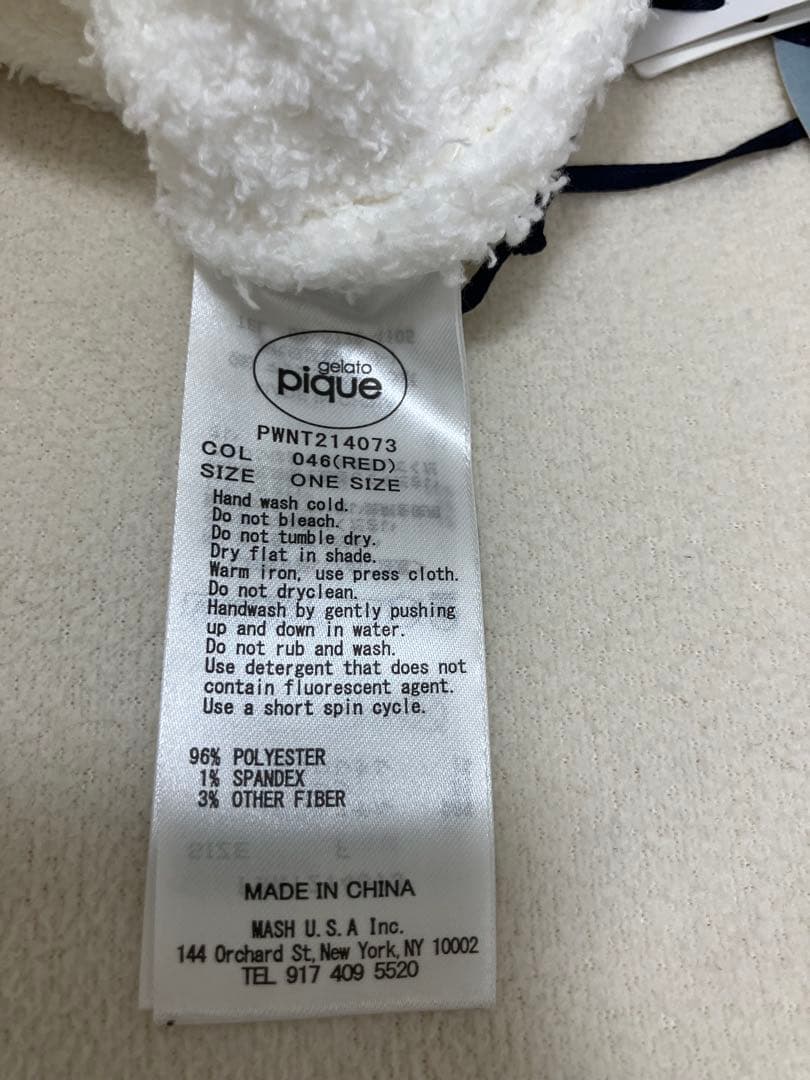 gelato
pique
PWNT214073
COL 046(RED)
SIZE ONE SIZE
Hand wash cold.
Do not bleach.
Do not tumble dry.
Dry flat in shade.
Warm iron, use press cloth.
Do not dryclean.
Handwash by gently pushing
up and down in water.
Do not rub and wash.
Use detergent that does not
contain fluorescent agent.
Use a short spin cycle.
96% POLYESTER
1% SPANDEX
3% OTHER FIBER
MADE IN CHINA
MASH U.S.A Inc.
144 Orchard St, New York, NY 10002
TEL 917 409 5520